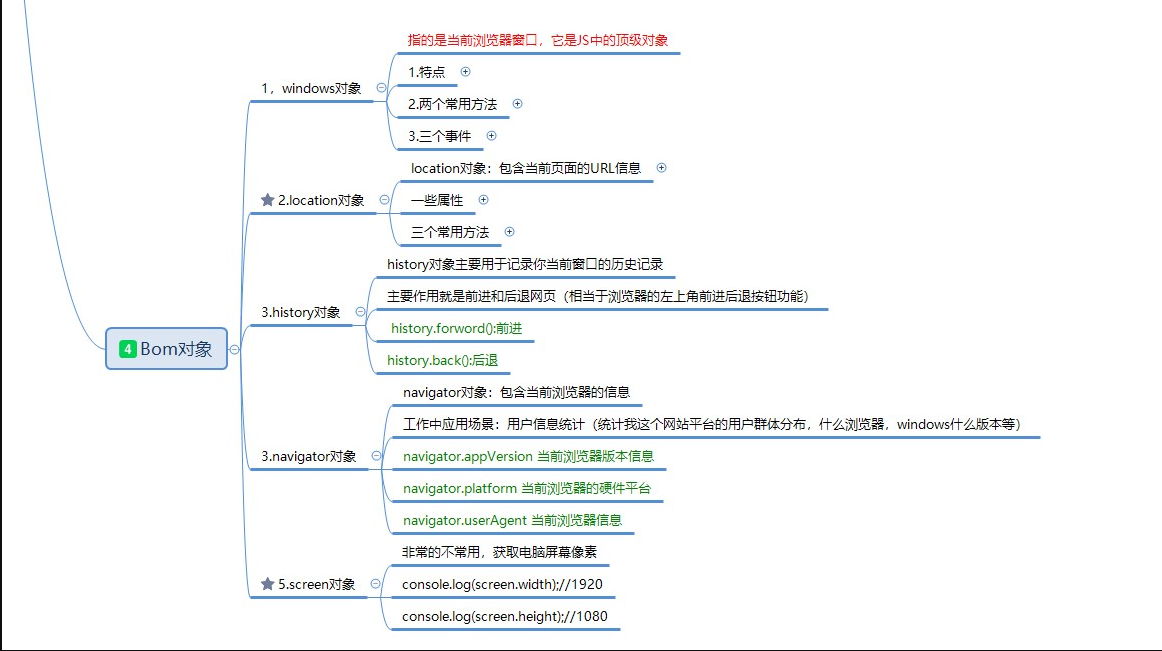 指的是当前浏览器窗口，它是JS中的顶级对象
1，windows对象
1.特点
2.两个常用方法
3.三个事件
2.location对象
location对象：包含当前页面的URL信息
一些属性
三个常用方法
3.history对象
history对象主要用于记录你当前窗口的历史记录
主要作用就是前进和后退网页（相当于浏览器的左上角前进后退按钮功能）
history.forword():前进
history.back():后退
4 Bom对象
3.navigator对象
navigator对象：包含当前浏览器的信息
工作中应用场景：用户信息统计（统计我这个网站平台的用户群体分布，什么浏览器，windows什么版本等）
navigator.appVersion 当前浏览器版本信息
navigator.platform 当前浏览器的硬件平台
navigator.userAgent 当前浏览器信息
5.screen对象
非常的不常用，获取电脑屏幕像素
console.log(screen.width);//1920
console.log(screen.height);//1080